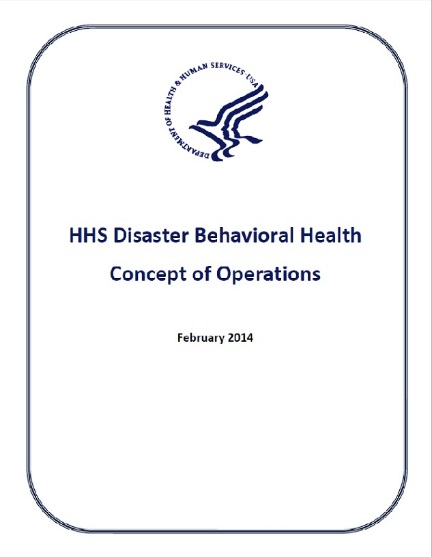 DEPARTMENT OF HEALTH & HUMAN SERVICES·USA
HHS Disaster Behavioral Health
Concept of Operations
February 2014